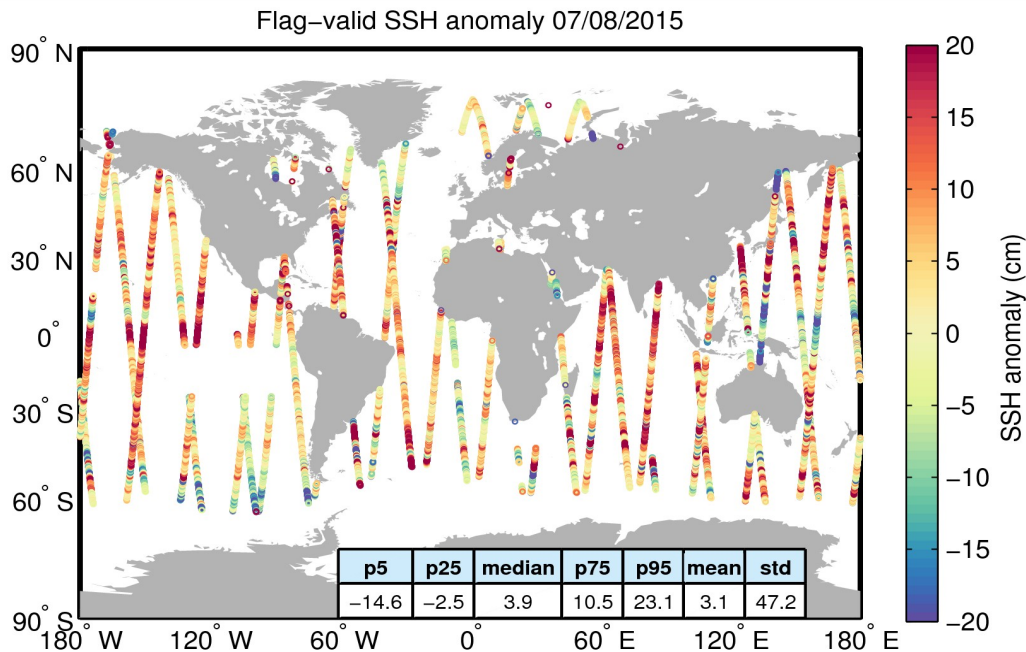 Flag−valid SSH anomaly 07/08/2015
90° N
60° N
30° N
0°
30° S
60° S
90° S
180° W
120° W
60° W
0°
60° E
120° E
180° E
p5 p25 median p75 p95 mean std
−14.6 −2.5 3.9 10.5 23.1 3.1 47.2
20
15
10
5
0
−5
−10
−15
−20
SSH anomaly (cm)